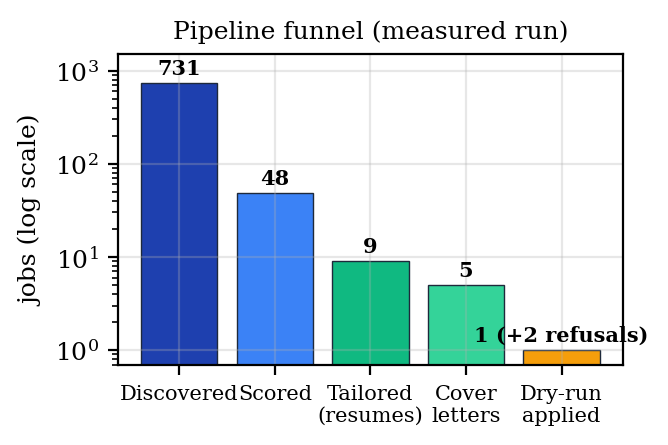 Pipeline funnel (measured run)
jobs (log scale)
10³
10²
10¹
10⁰
731
48
9
5
1 (+2 refusals)
Discovered
Scored
Tailored
(resumes)
Cover
letters
Dry-run
applied